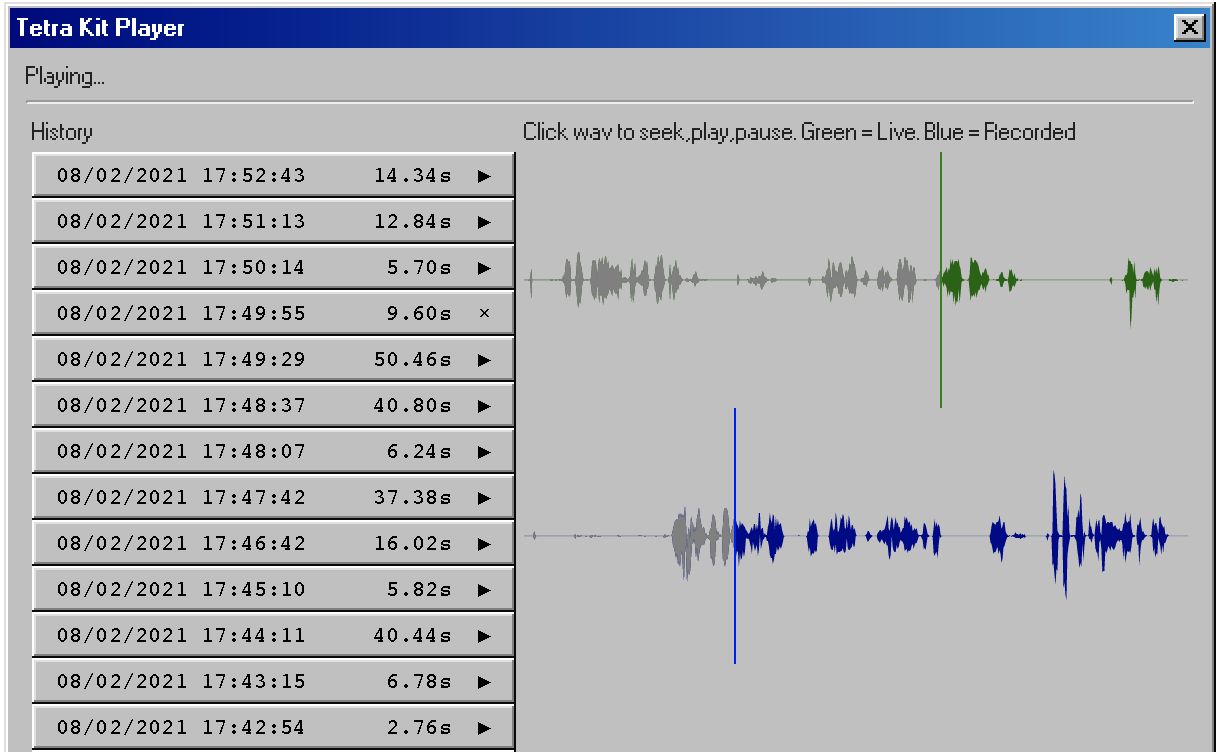 Tetra Kit Player
Playing...
History
Click wav to seek,play,pause. Green = Live. Blue = Recorded
08/02/2021 17:52:43 14.34s ▶
08/02/2021 17:51:13 12.84s ▶
08/02/2021 17:50:14 5.70s ▶
08/02/2021 17:49:55 9.60s ×
08/02/2021 17:49:29 50.46s ▶
08/02/2021 17:48:37 40.80s ▶
08/02/2021 17:48:07 6.24s ▶
08/02/2021 17:47:42 37.38s ▶
08/02/2021 17:46:42 16.02s ▶
08/02/2021 17:45:10 5.82s ▶
08/02/2021 17:44:11 40.44s ▶
08/02/2021 17:43:15 6.78s ▶
08/02/2021 17:42:54 2.76s ▶